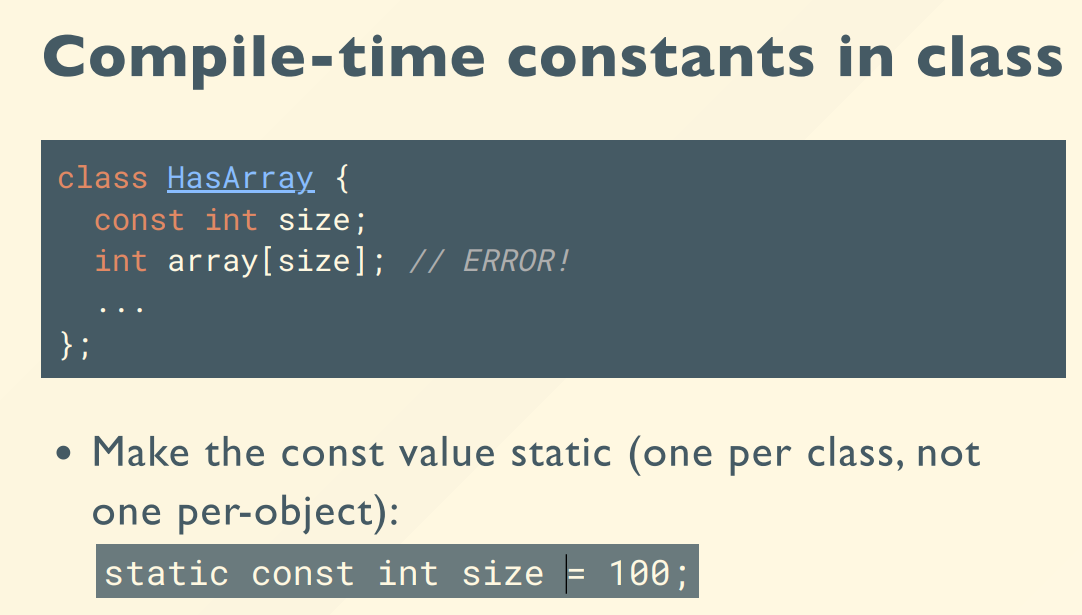 Compile-time constants in class
class HasArray {
const int size;
int array[size]; // ERROR!
...
};
• Make the const value static (one per class, not
one per-object):
static const int size = 100;